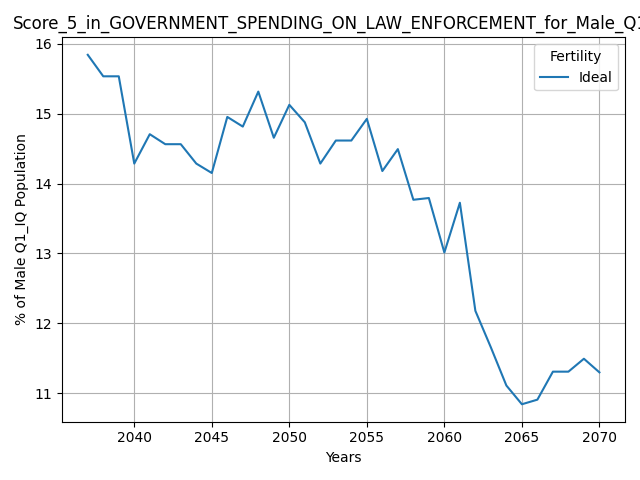 Score_5_in_GOVERNMENT_SPENDING_ON_LAW_ENFORCEMENT_for_Male_Q1
Fertility
Ideal
% of Male Q1_IQ Population
16
15
14
13
12
11
2040 2045 2050 2055 2060 2065 2070
Years